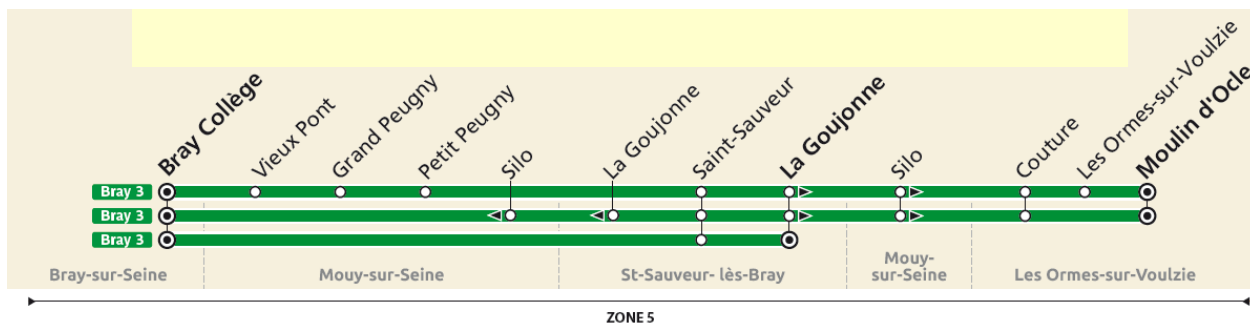 Bray Collège
Vieux Pont
Grand Peugny
Petit Peugny
Silo
La Goujonne
Saint-Sauveur
La Goujonne
Silo
Couture
Les Ormes-sur-Voulzie
Moulin d'Ocle
Bray 3
Bray 3
Bray 3
Bray-sur-Seine
Mouy-sur-Seine
St-Sauveur- lès-Bray
Mouy-
sur-Seine
Les Ormes-sur-Voulzie
ZONE 5